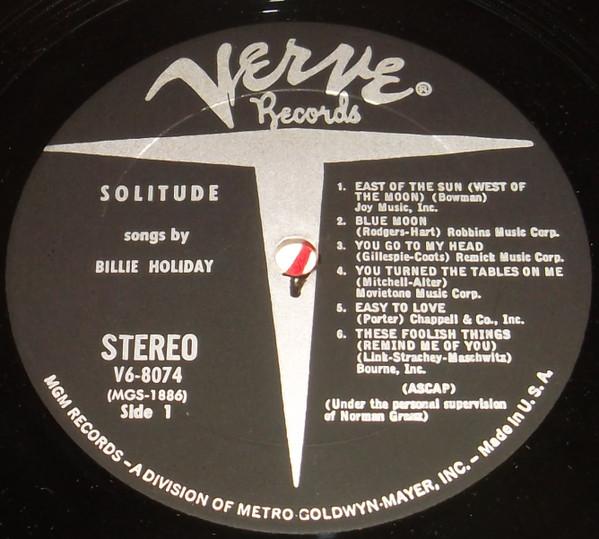 Verve®
Records
SOLITUDE
songs by
BILLIE HOLIDAY
STEREO
V6-8074
(MGS-1886)
Side 1
1. EAST OF THE SUN (WEST OF
THE MOON) (Bowman)
Joy Music, Inc.
2. BLUE MOON
(Rodgers-Hart) Robbins Music Corp.
3. YOU GO TO MY HEAD
(Gillespie-Coots) Remick Music Corp.
4. YOU TURNED THE TABLES ON ME
(Mitchell-Alter)
Movietone Music Corp.
5. EASY TO LOVE
(Porter) Chappell & Co., Inc.
6. THESE FOOLISH THINGS
(REMIND ME OF YOU)
(Link-Strachey-Maschwitz)
Bourne, Inc.
(ASCAP)
(Under the personal supervision
of Norman Granz)
MGM RECORDS – A DIVISION OF METRO-GOLDWYN-MAYER, INC. – Made in U. S. A.